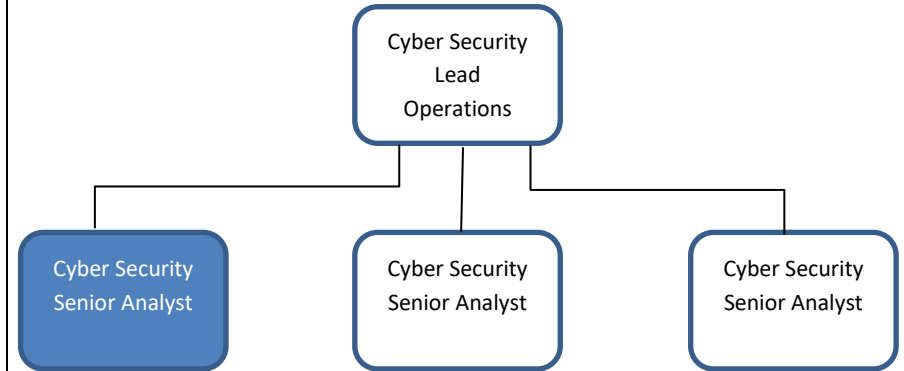 Cyber Security
Lead
Operations
Cyber Security
Senior Analyst
Cyber Security
Senior Analyst
Cyber Security
Senior Analyst